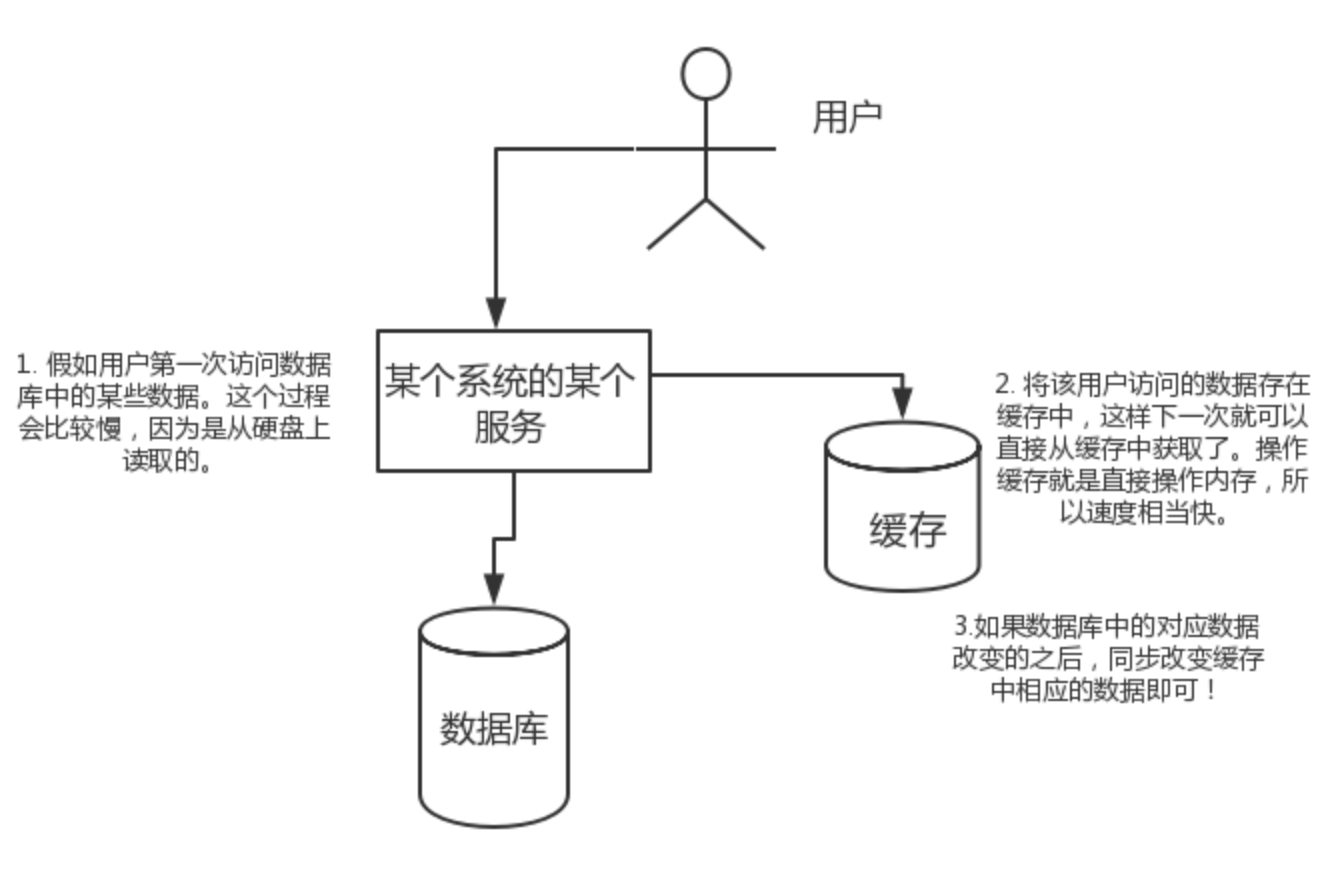 用户
1. 假如用户第一次访问数据
库中的某些数据。这个过程
会比较慢，因为是从硬盘上
读取的。
某个系统的某个
服务
2. 将该用户访问的数据存在
缓存中，这样下一次就可以
直接从缓存中获取了。操作
缓存就是直接操作内存，所
以速度相当快。
缓存
3.如果数据库中的对应数据
改变的之后，同步改变缓存
中相应的数据即可！
数据库